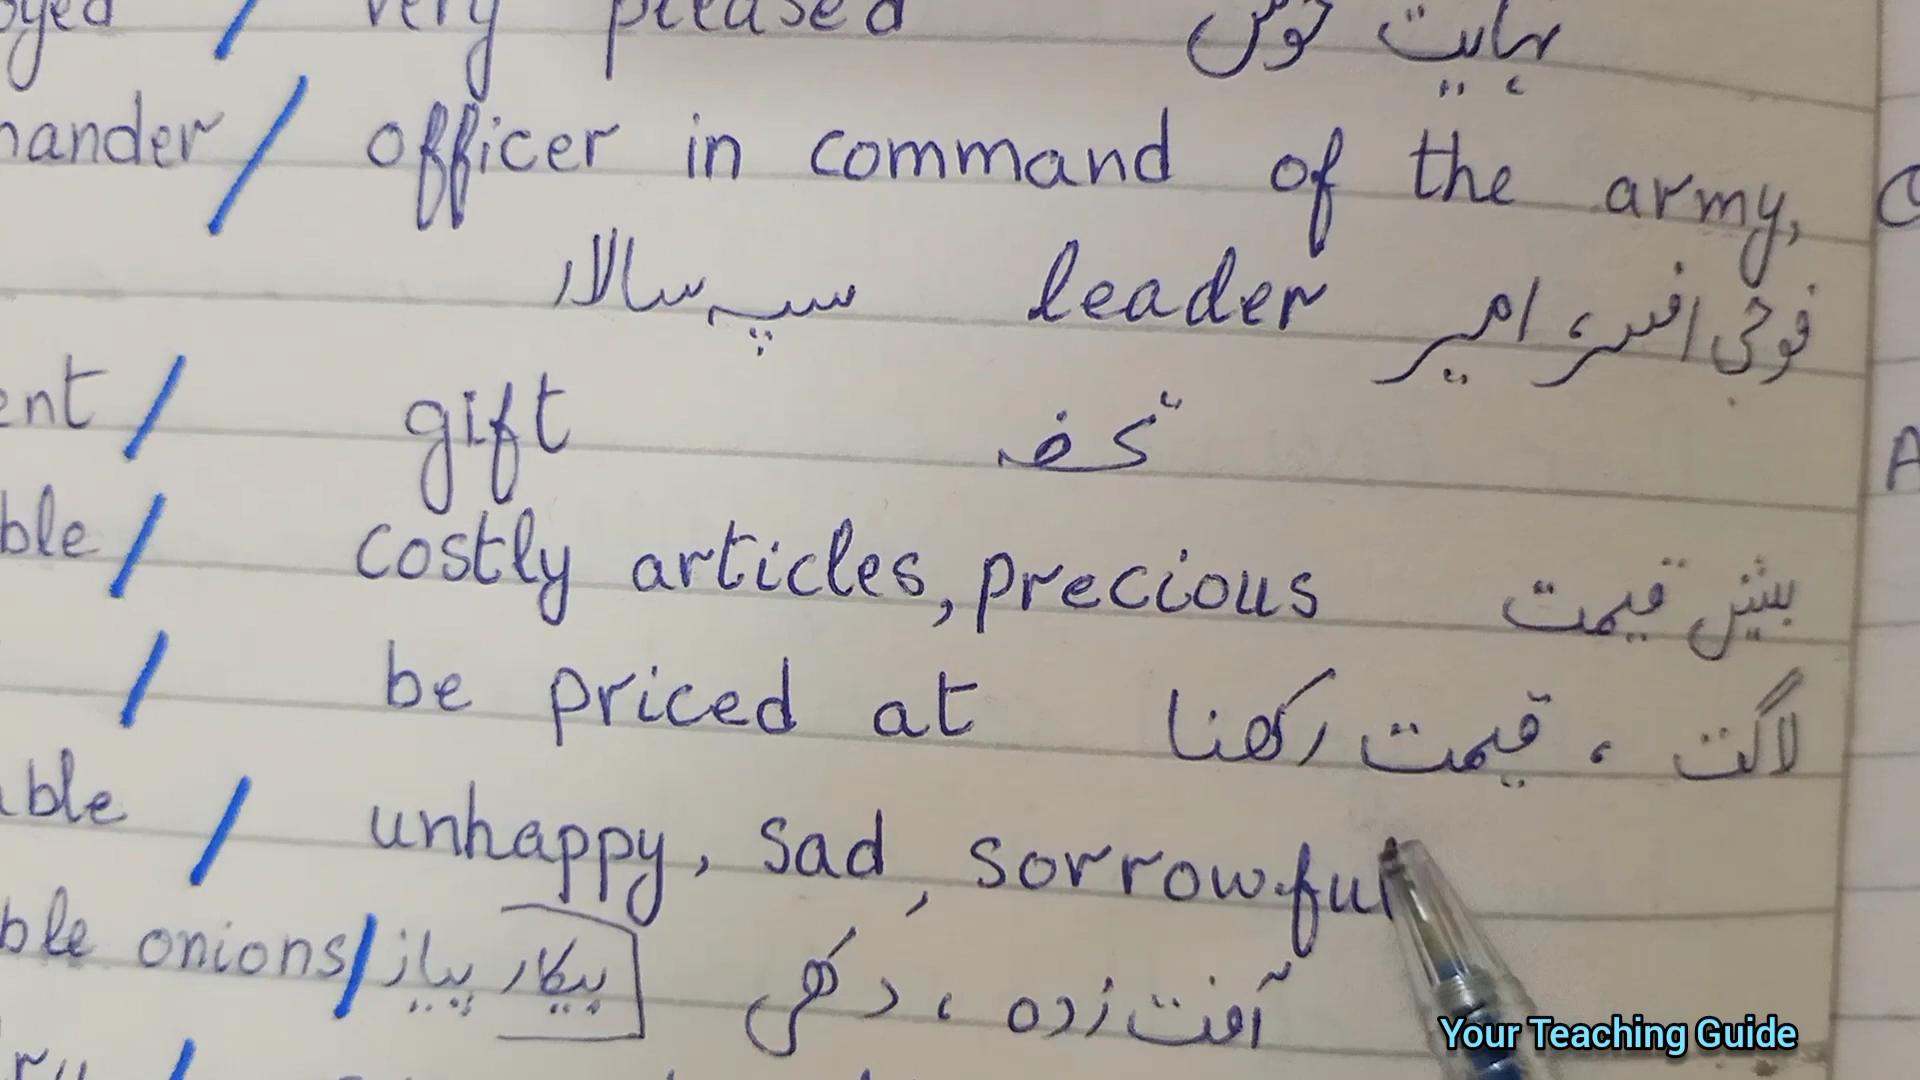 oyed / very pleased نہایت خوش
mander / officer in command of the army,
فوجی افسر، امیر leader سپہ سالار
ent / gift تحفہ
ble / costly articles, precious بیش قیمت
/ be priced at لاگت ، قیمت رکھنا
able / unhappy, sad, sorrowful
ble onions / بیکار پیاز آفت زدہ ، دکھی
Your Teaching Guide